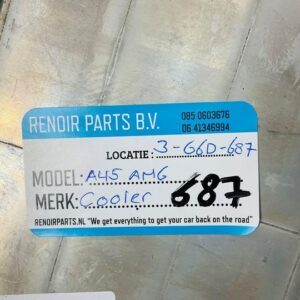 RENOIR PARTS B.V.
085 0603676
06 41346994
LOCATIE: 3-66D-687
MODEL: A45 AMG
MERK: Cooler 687
RENOIRPARTS.NL "We get everything to get your car back on the road"